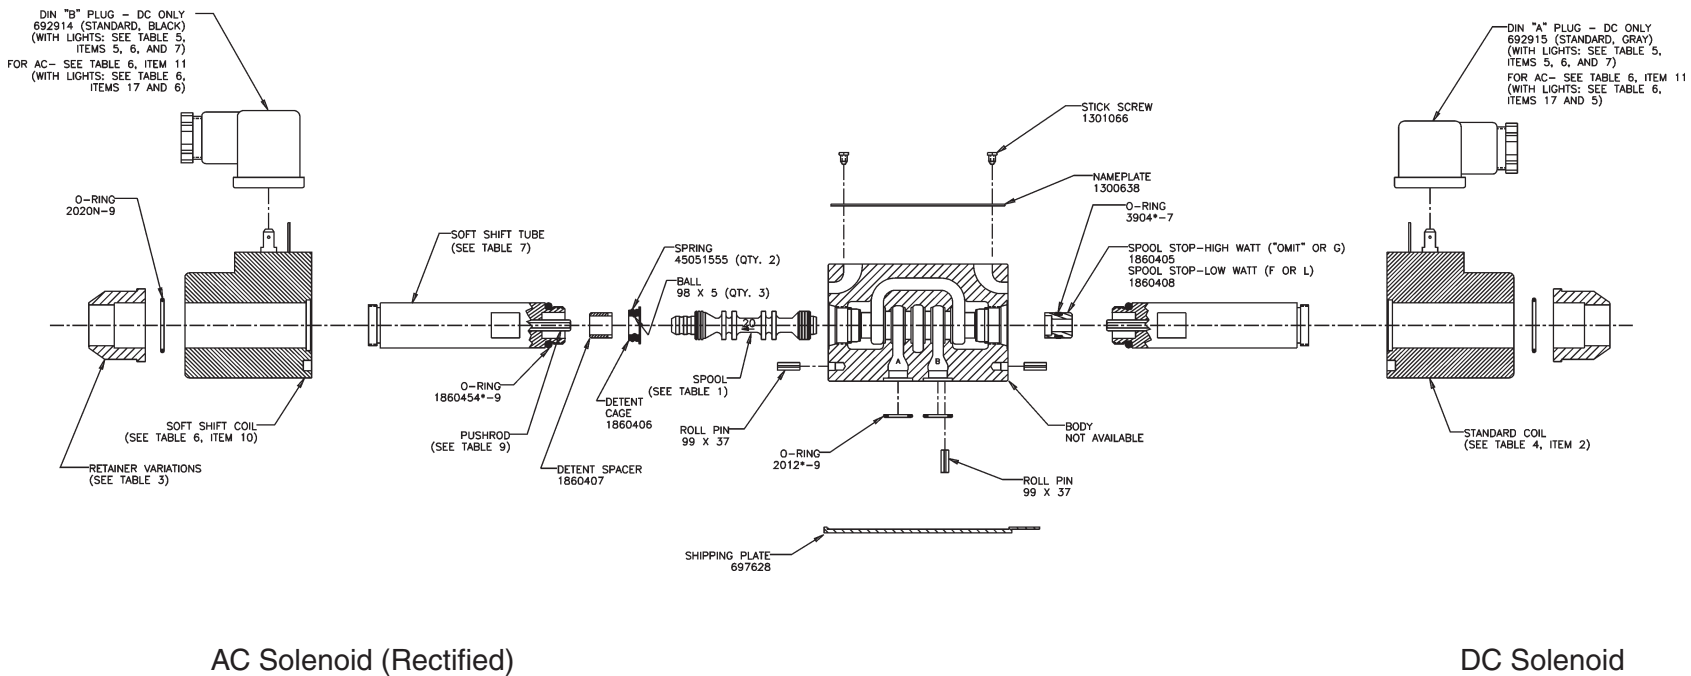 DIN "B" PLUG – DC ONLY
692914 (STANDARD, BLACK)
(WITH LIGHTS: SEE TABLE 5,
ITEMS 5, 6, AND 7)
FOR AC– SEE TABLE 6, ITEM 11
(WITH LIGHTS: SEE TABLE 6,
ITEMS 17 AND 6)
DIN "A" PLUG – DC ONLY
692915 (STANDARD, GRAY)
(WITH LIGHTS: SEE TABLE 5,
ITEMS 5, 6, AND 7)
FOR AC– SEE TABLE 6, ITEM 11
(WITH LIGHTS: SEE TABLE 6,
ITEMS 17 AND 5)
STICK SCREW
1301066
NAMEPLATE
1300638
O-RING
2020N-9
O-RING
3904*-7
SOFT SHIFT TUBE
(SEE TABLE 7)
SPRING
45051555 (QTY. 2)
BALL
98 X 5 (QTY. 3)
SPOOL STOP-HIGH WATT ("OMIT" OR G)
1860405
SPOOL STOP-LOW WATT (F OR L)
1860408
20
A
B
O-RING
1860454*-9
SPOOL
(SEE TABLE 1)
DETENT
CAGE
1860406
SOFT SHIFT COIL
(SEE TABLE 6, ITEM 10)
PUSHROD
(SEE TABLE 9)
ROLL PIN
99 X 37
BODY
NOT AVAILABLE
STANDARD COIL
(SEE TABLE 4, ITEM 2)
O-RING
2012*-9
RETAINER VARIATIONS
(SEE TABLE 3)
DETENT SPACER
1860407
ROLL PIN
99 X 37
SHIPPING PLATE
697628
AC Solenoid (Rectified)
DC Solenoid